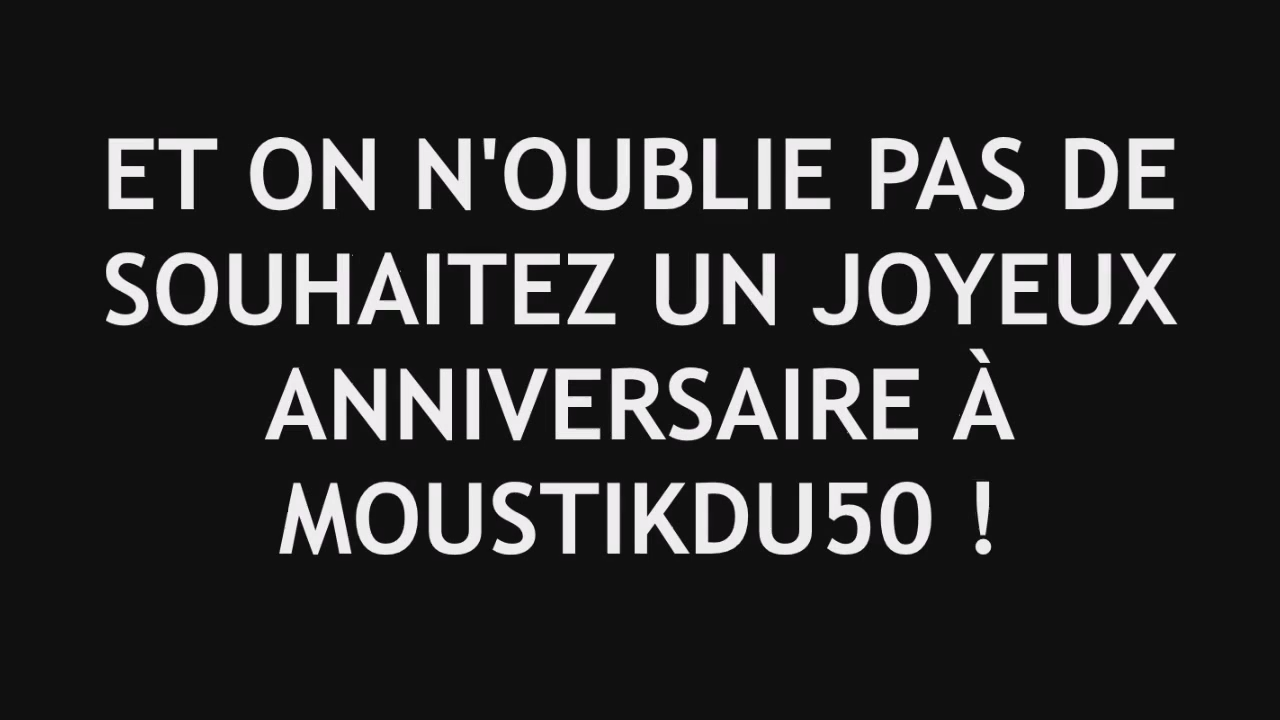 ET ON N'OUBLIE PAS DE
SOUHAITEZ UN JOYEUX
ANNIVERSAIRE À
MOUSTIKDU50 !